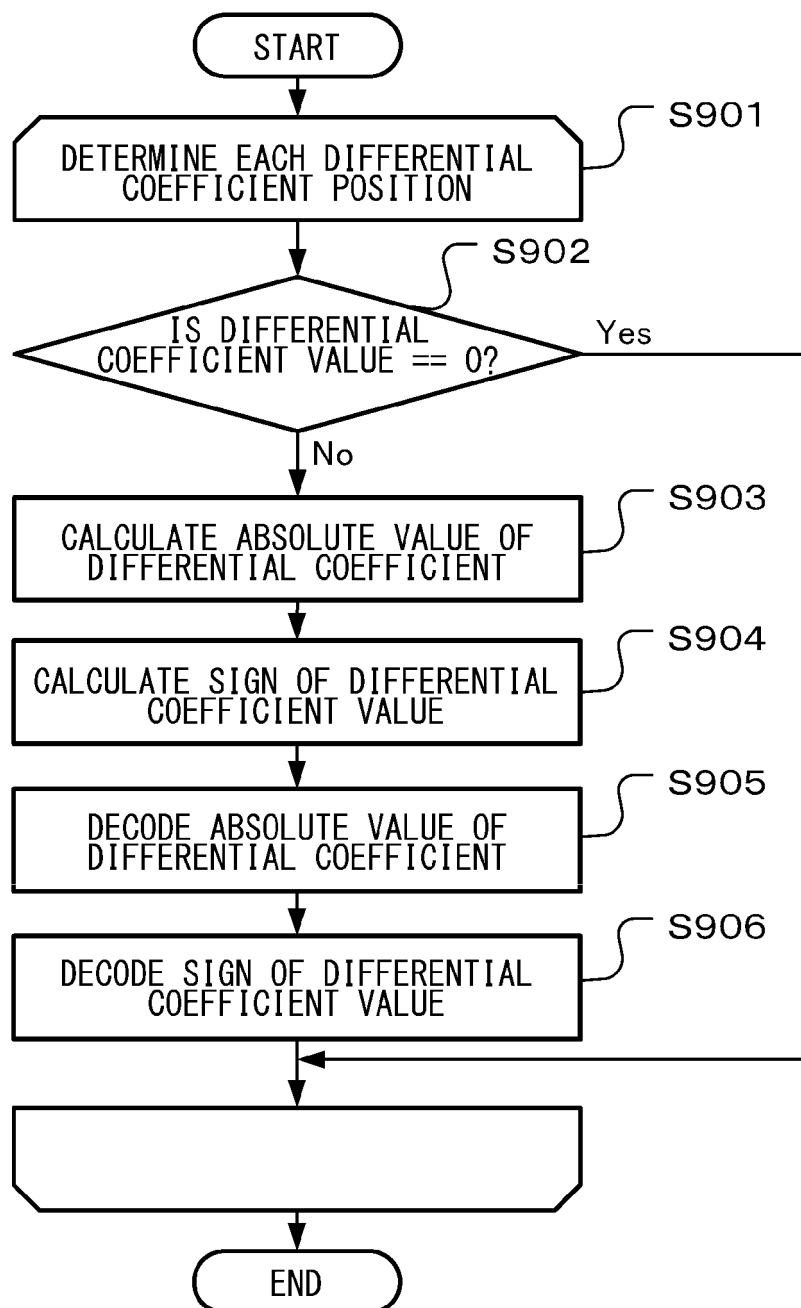 START
S901
DETERMINE EACH DIFFERENTIAL
COEFFICIENT POSITION
S902
IS DIFFERENTIAL
COEFFICIENT VALUE == 0?
Yes
No
S903
CALCULATE ABSOLUTE VALUE OF
DIFFERENTIAL COEFFICIENT
S904
CALCULATE SIGN OF DIFFERENTIAL
COEFFICIENT VALUE
S905
DECODE ABSOLUTE VALUE OF
DIFFERENTIAL COEFFICIENT
S906
DECODE SIGN OF DIFFERENTIAL
COEFFICIENT VALUE
END